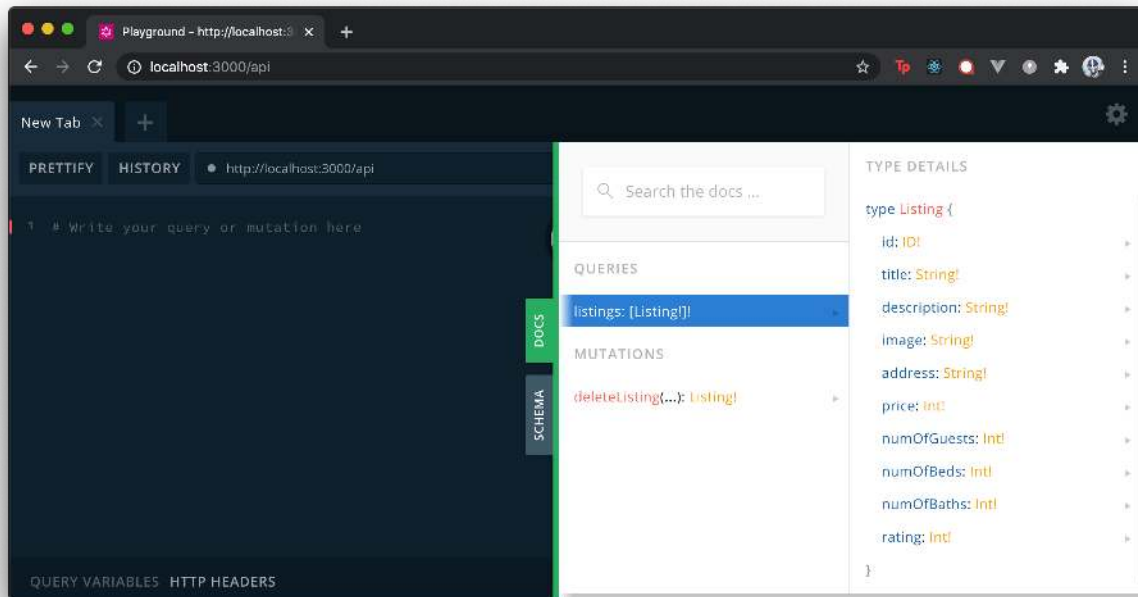 Playground - http://localhost:3
localhost:3000/api
New Tab
PRETTIFY HISTORY http://localhost:3000/api
1 # Write your query or mutation here
DOCS
SCHEMA
Search the docs ...
QUERIES
listings: [Listing!]!
MUTATIONS
deleteListing(...): Listing!
TYPE DETAILS
type Listing {
id: ID!
title: String!
description: String!
image: String!
address: String!
price: Int!
numOfGuests: Int!
numOfBeds: Int!
numOfBaths: Int!
rating: Int!
}
QUERY VARIABLES HTTP HEADERS